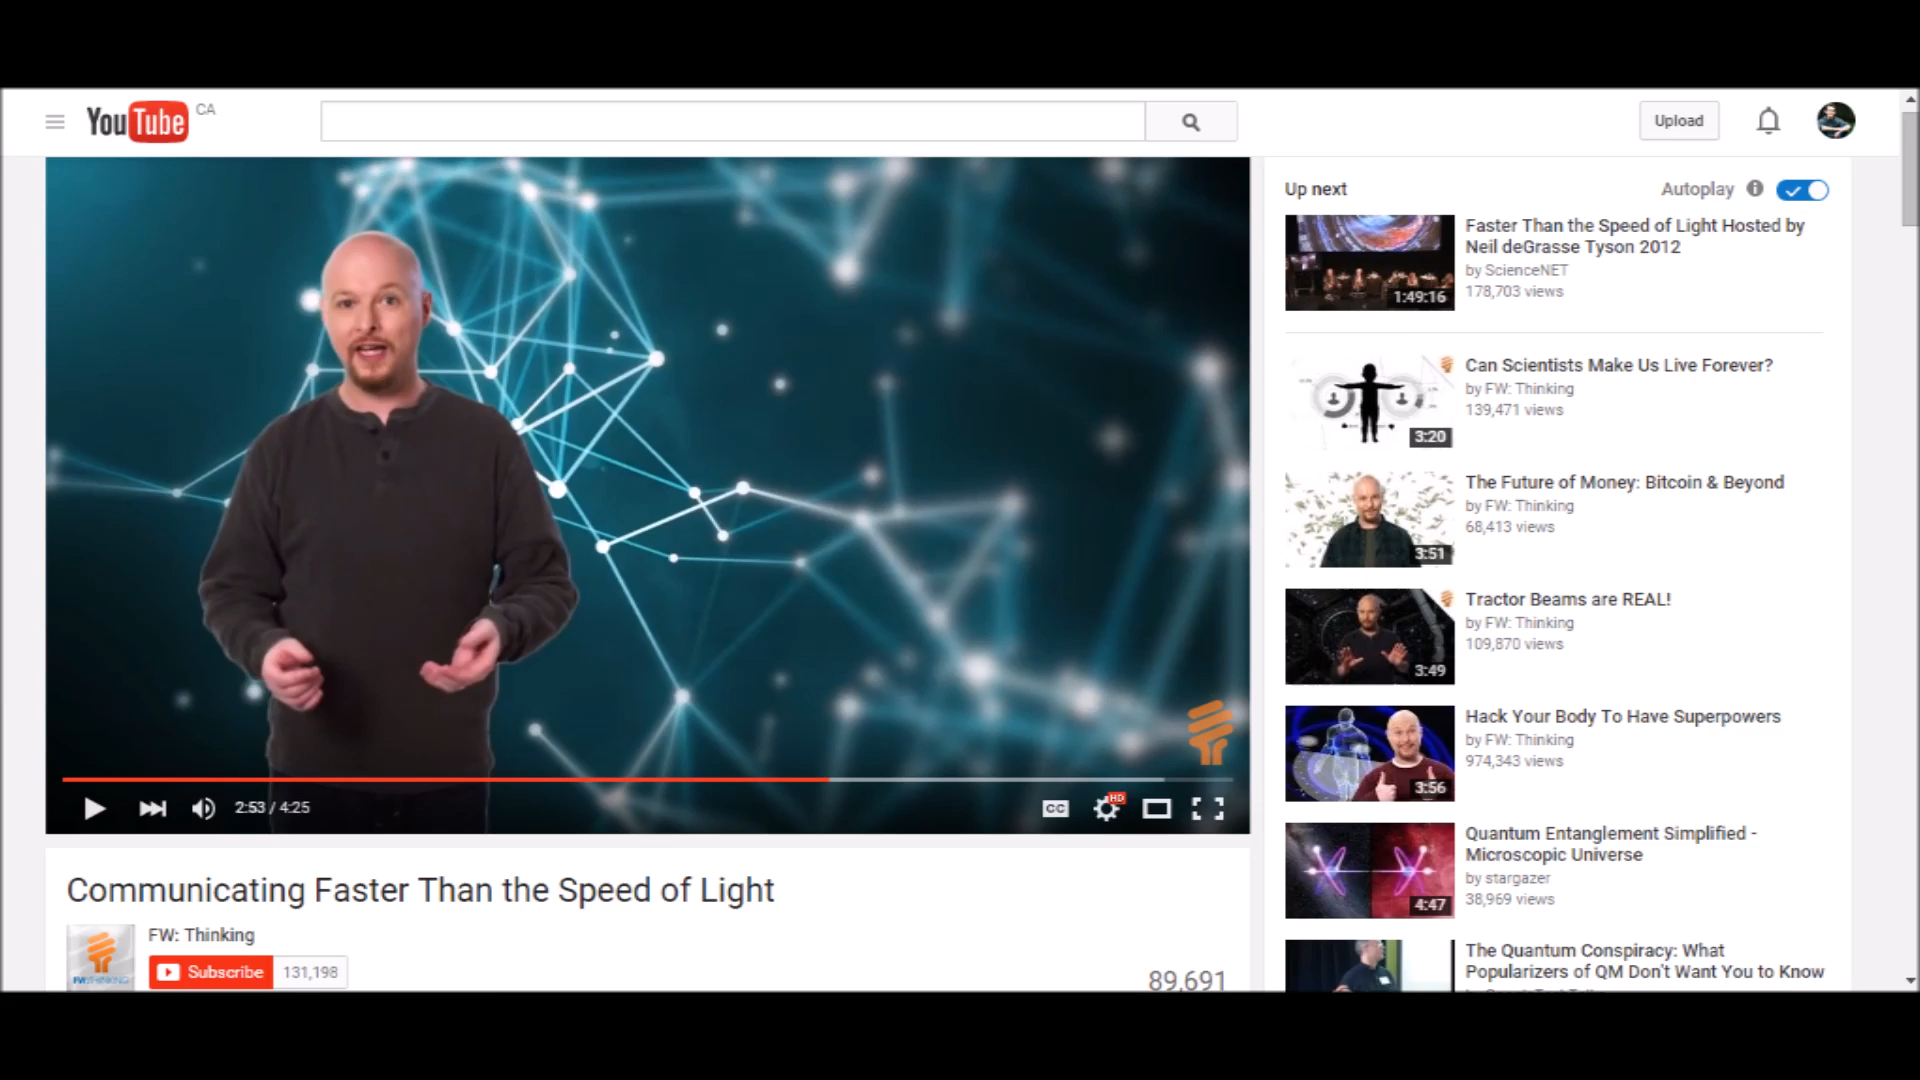 YouTube CA
Upload
Up next
Autoplay
Faster Than the Speed of Light Hosted by
Neil deGrasse Tyson 2012
by ScienceNET
178,703 views
1:49:16
Can Scientists Make Us Live Forever?
by FW: Thinking
139,471 views
3:20
The Future of Money: Bitcoin & Beyond
by FW: Thinking
68,413 views
3:51
Tractor Beams are REAL!
by FW: Thinking
109,870 views
3:49
Hack Your Body To Have Superpowers
by FW: Thinking
974,343 views
3:56
Quantum Entanglement Simplified -
Microscopic Universe
by stargazer
38,969 views
4:47
The Quantum Conspiracy: What
Popularizers of QM Don't Want You to Know
2:53 / 4:25
CC
HD
Communicating Faster Than the Speed of Light
FW: Thinking
FW:THINKING
Subscribe 131,198
89,691